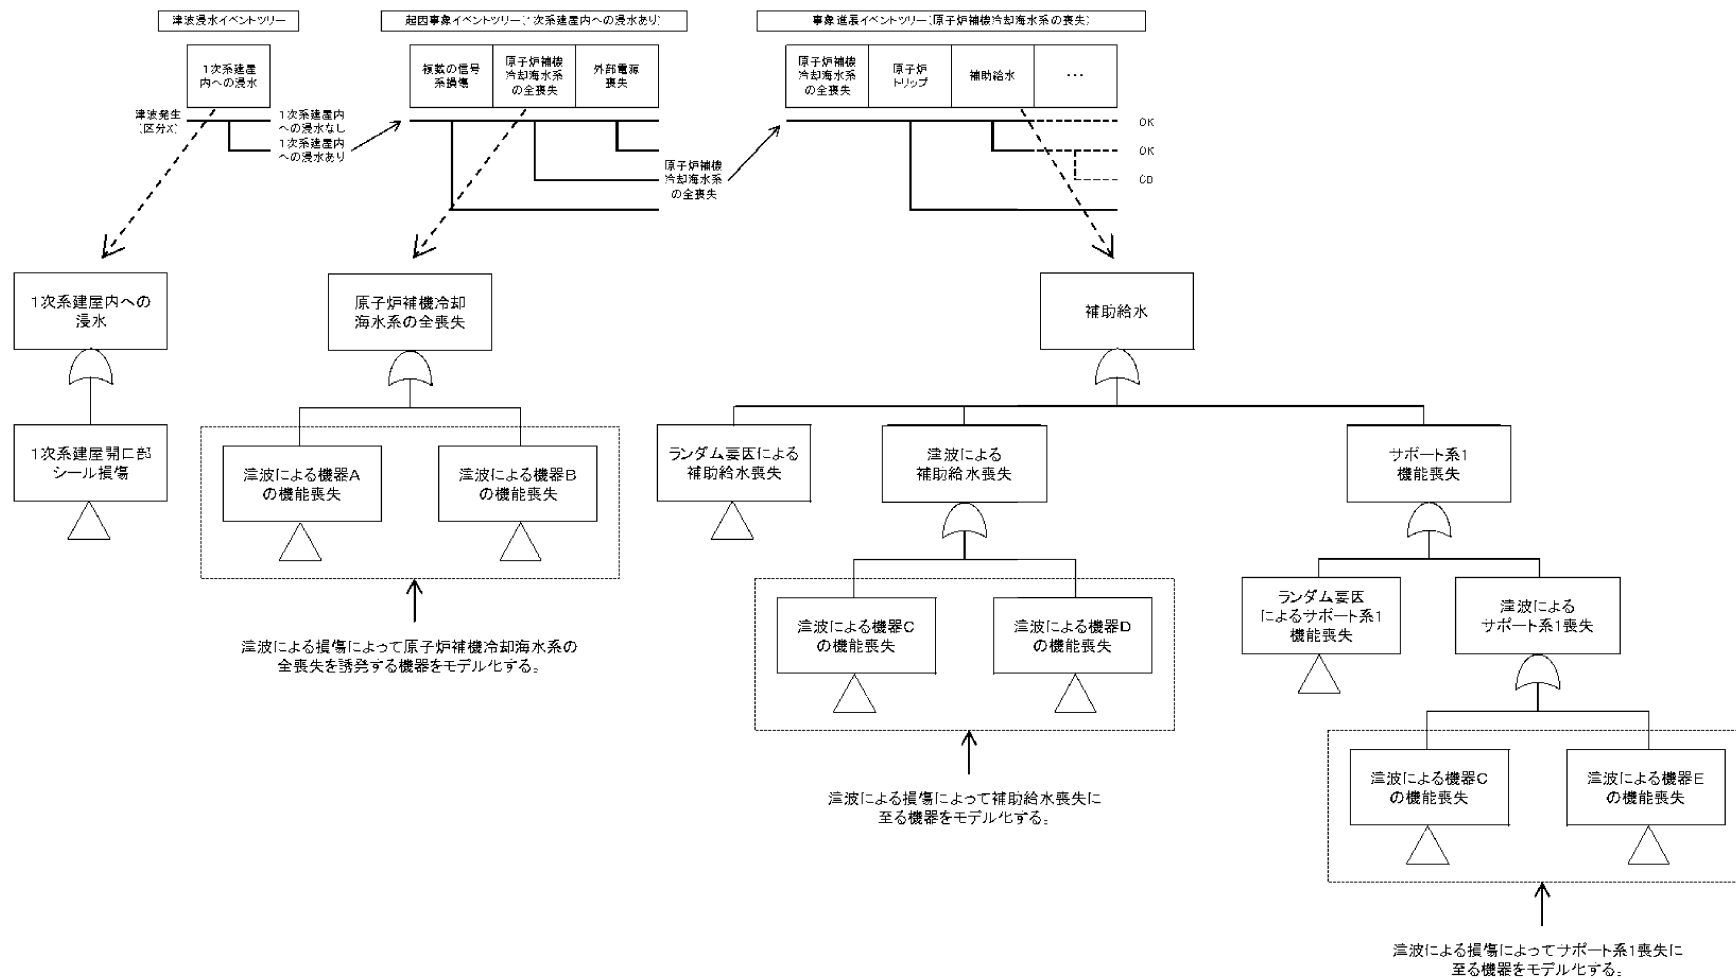 津波浸水イベントツリー
起因事象イベントツリー(1次系建屋内への浸水あり)
事象進展イベントツリー(原子炉補機冷却海水系の喪失)
1次系建屋
内への浸水
複数の信号
系損傷
原子炉補機
冷却海水系
の全喪失
外部電源
喪失
原子炉補機
冷却海水系
の全喪失
原子炉
トリップ
補助給水
・・・
津波発生
(区分X)
1次系建屋内
への浸水なし
1次系建屋内
への浸水あり
原子炉補機
冷却海水系
の全喪失
OK
OK
CD
1次系建屋内への
浸水
原子炉補機冷却
海水系の全喪失
補助給水
1次系建屋開口部
シール損傷
津波による機器A
の機能喪失
津波による機器B
の機能喪失
ランダム要因による
補助給水喪失
津波による
補助給水喪失
サポート系1
機能喪失
津波による損傷によって原子炉補機冷却海水系の
全喪失を誘発する機器をモデル化する。
津波による機器C
の機能喪失
津波による機器D
の機能喪失
ランダム要因
によるサポート系1
機能喪失
津波による
サポート系1喪失
津波による損傷によって補助給水喪失に
至る機器をモデル化する。
津波による機器C
の機能喪失
津波による機器E
の機能喪失
津波による損傷によってサポート系1喪失に
至る機器をモデル化する。